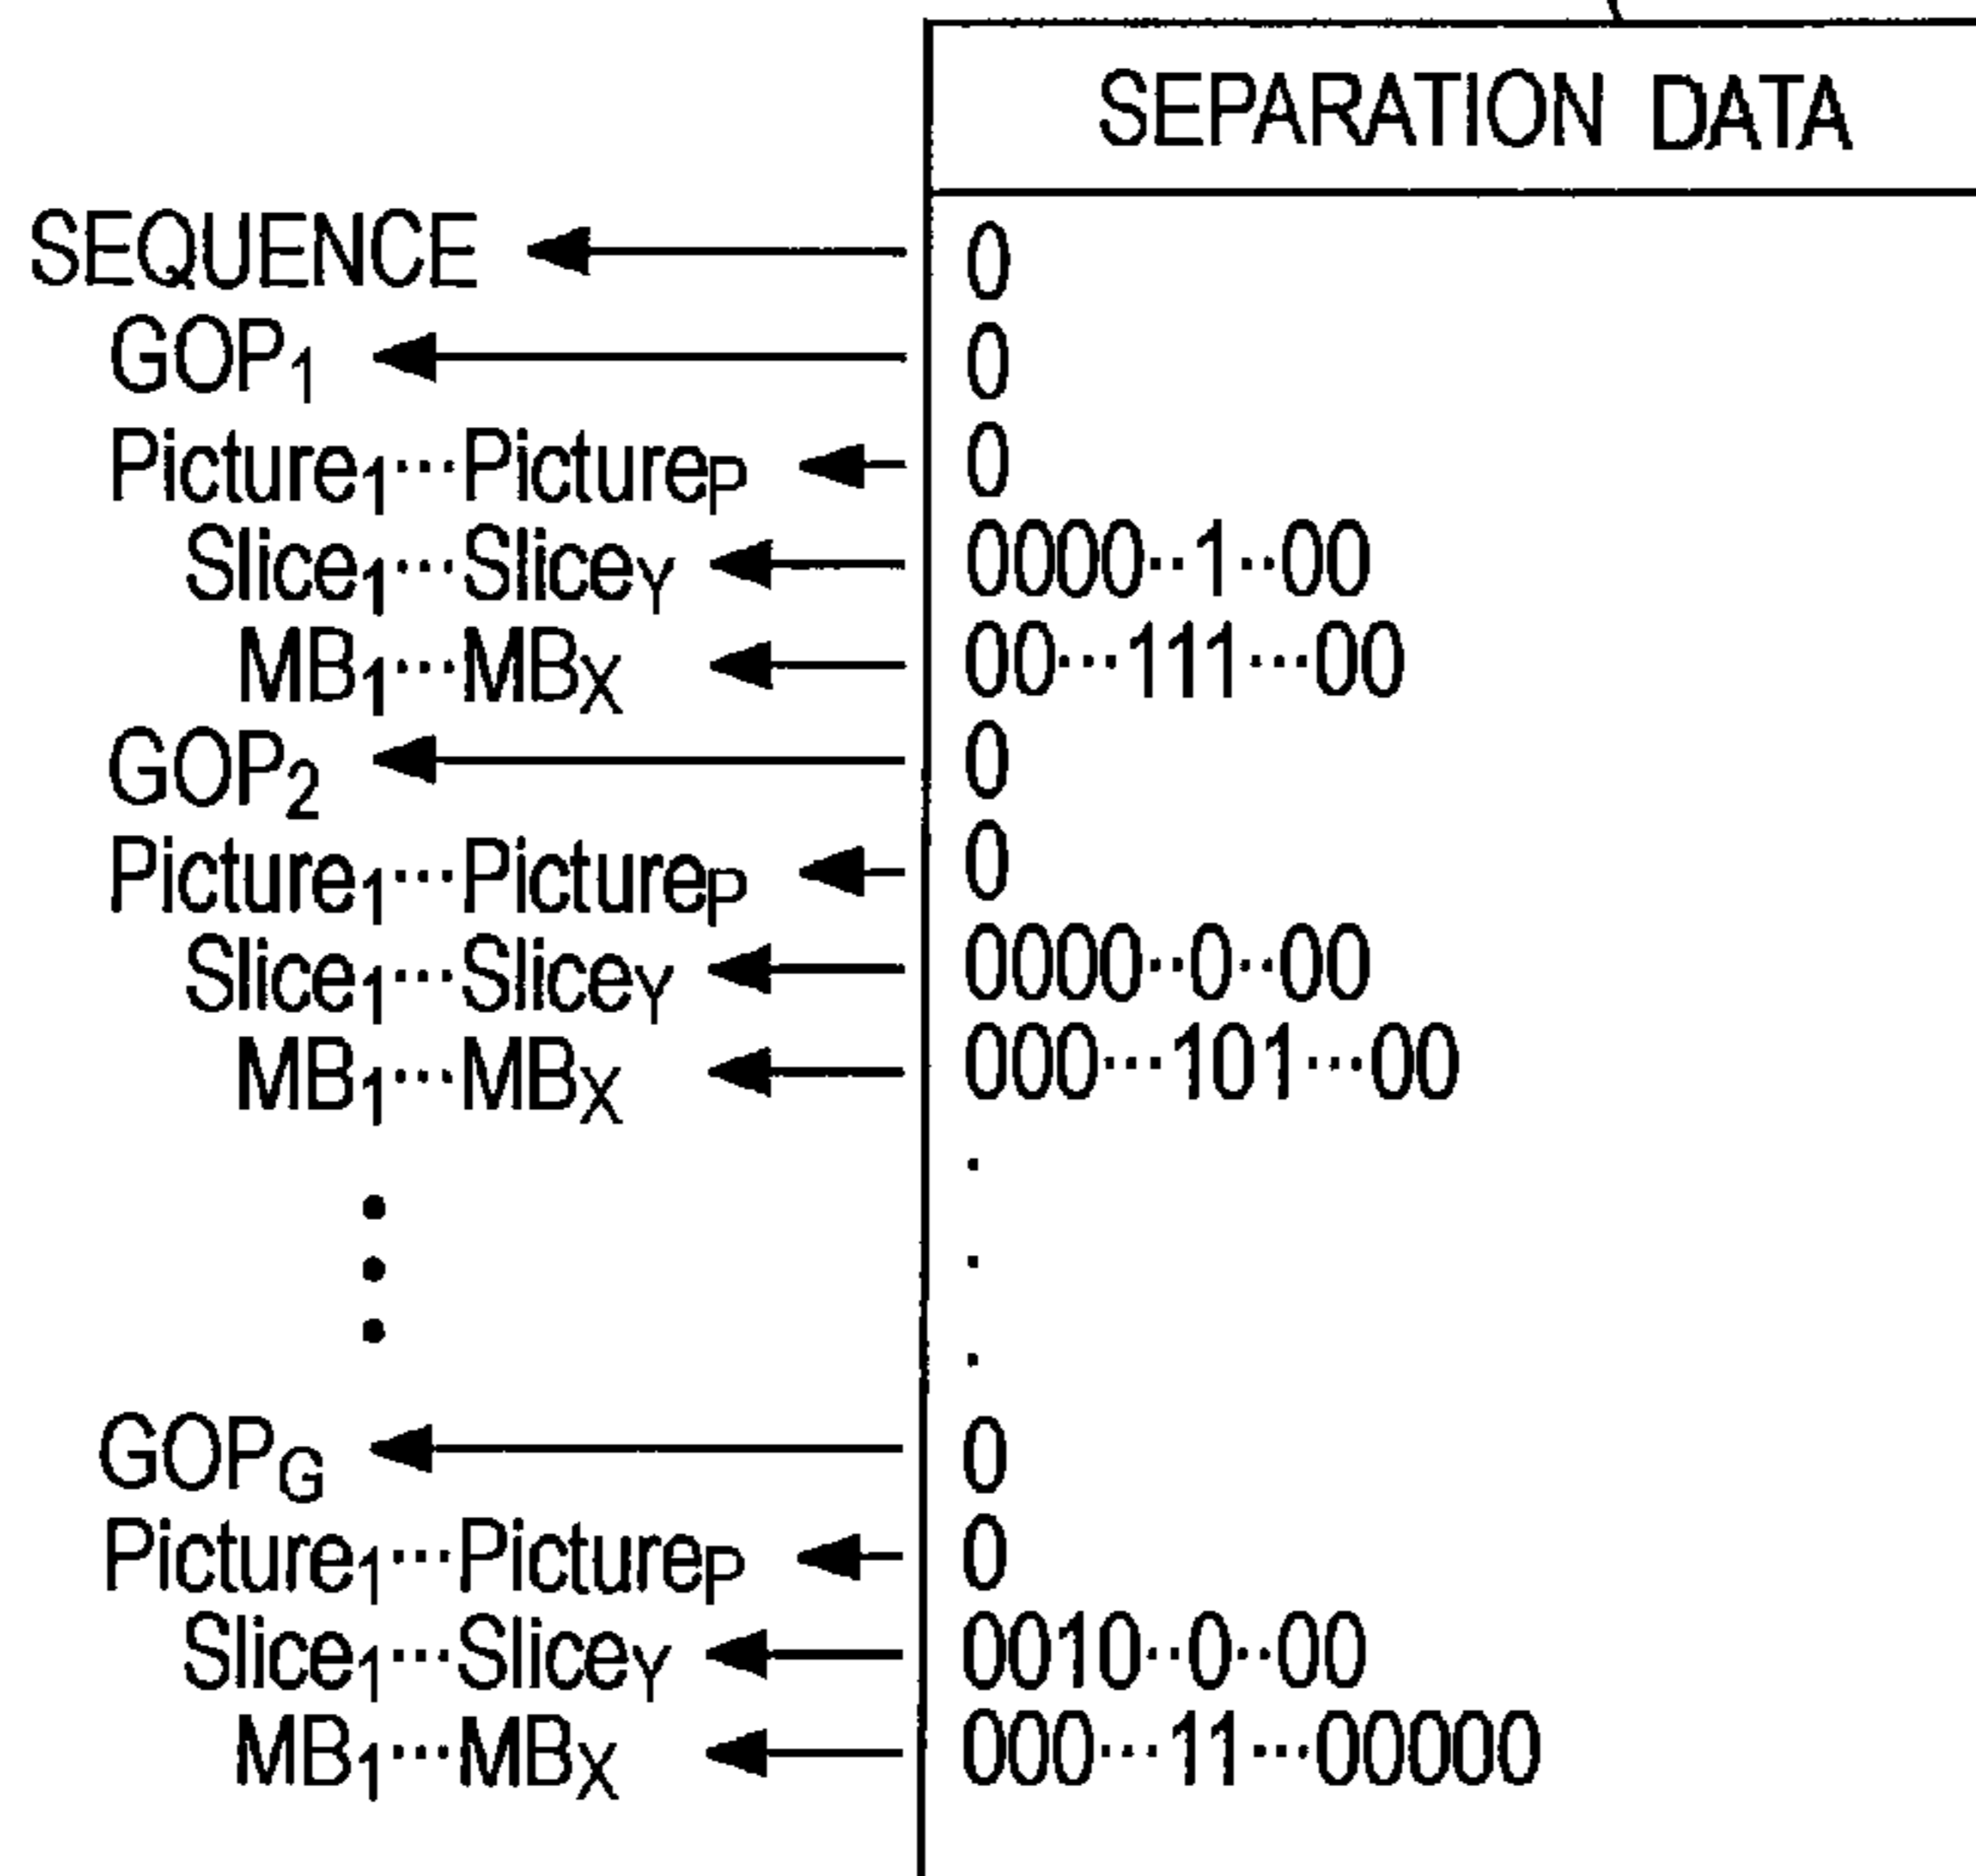 SEPARATION DATA
SEQUENCE 0
GOP₁ 0
Picture₁···Pictureₚ 0
Slice₁···SliceY 0000··1··00
MB₁···MBX 00···111···00
GOP₂ 0
Picture₁···Pictureₚ 0
Slice₁···SliceY 0000··0··00
MB₁···MBX 000···101···00
GOPG 0
Picture₁···Pictureₚ 0
Slice₁···SliceY 0010··0··00
MB₁···MBX 000···11···00000